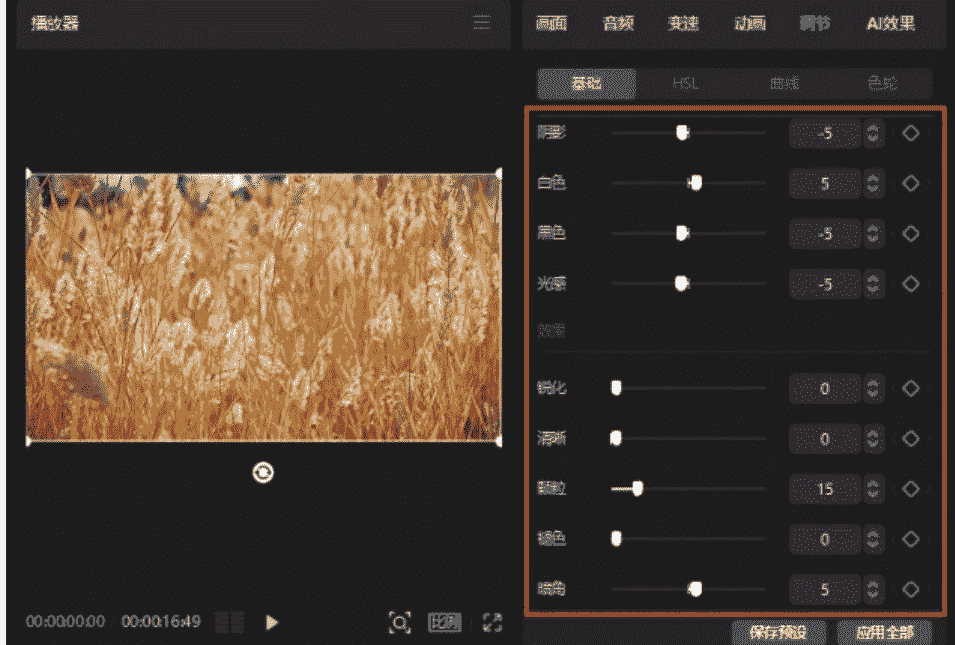 播放器
画面 音频 变速 动画 调节 AI效果
基础 HSL 曲线 色轮
阴影 -5
白色 5
黑色 -5
光感 -5
效果
锐化 0
清晰 0
颗粒 15
褪色 0
暗角 5
00:00:00:00 00:00:16:49
比例
保存预设 应用全部